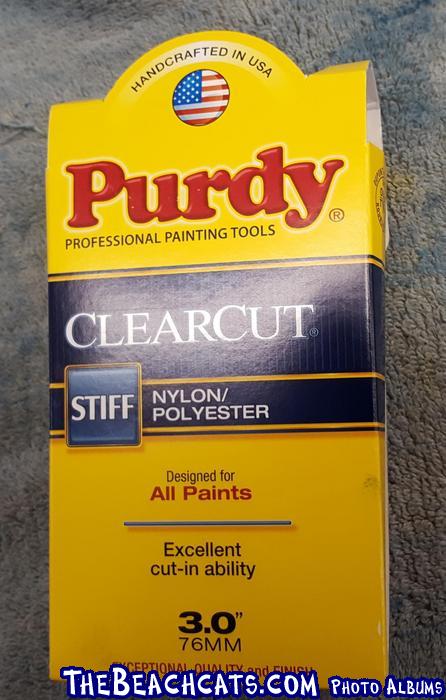 HANDCRAFTED IN USA
Purdy®
PROFESSIONAL PAINTING TOOLS
CLEARCUT®
STIFF
NYLON/
POLYESTER
Designed for
All Paints
Excellent
cut-in ability
3.0"
76MM
EXCEPTIONAL QUALITY and FINISH
THEBEACHCATS.COM PHOTO ALBUMS